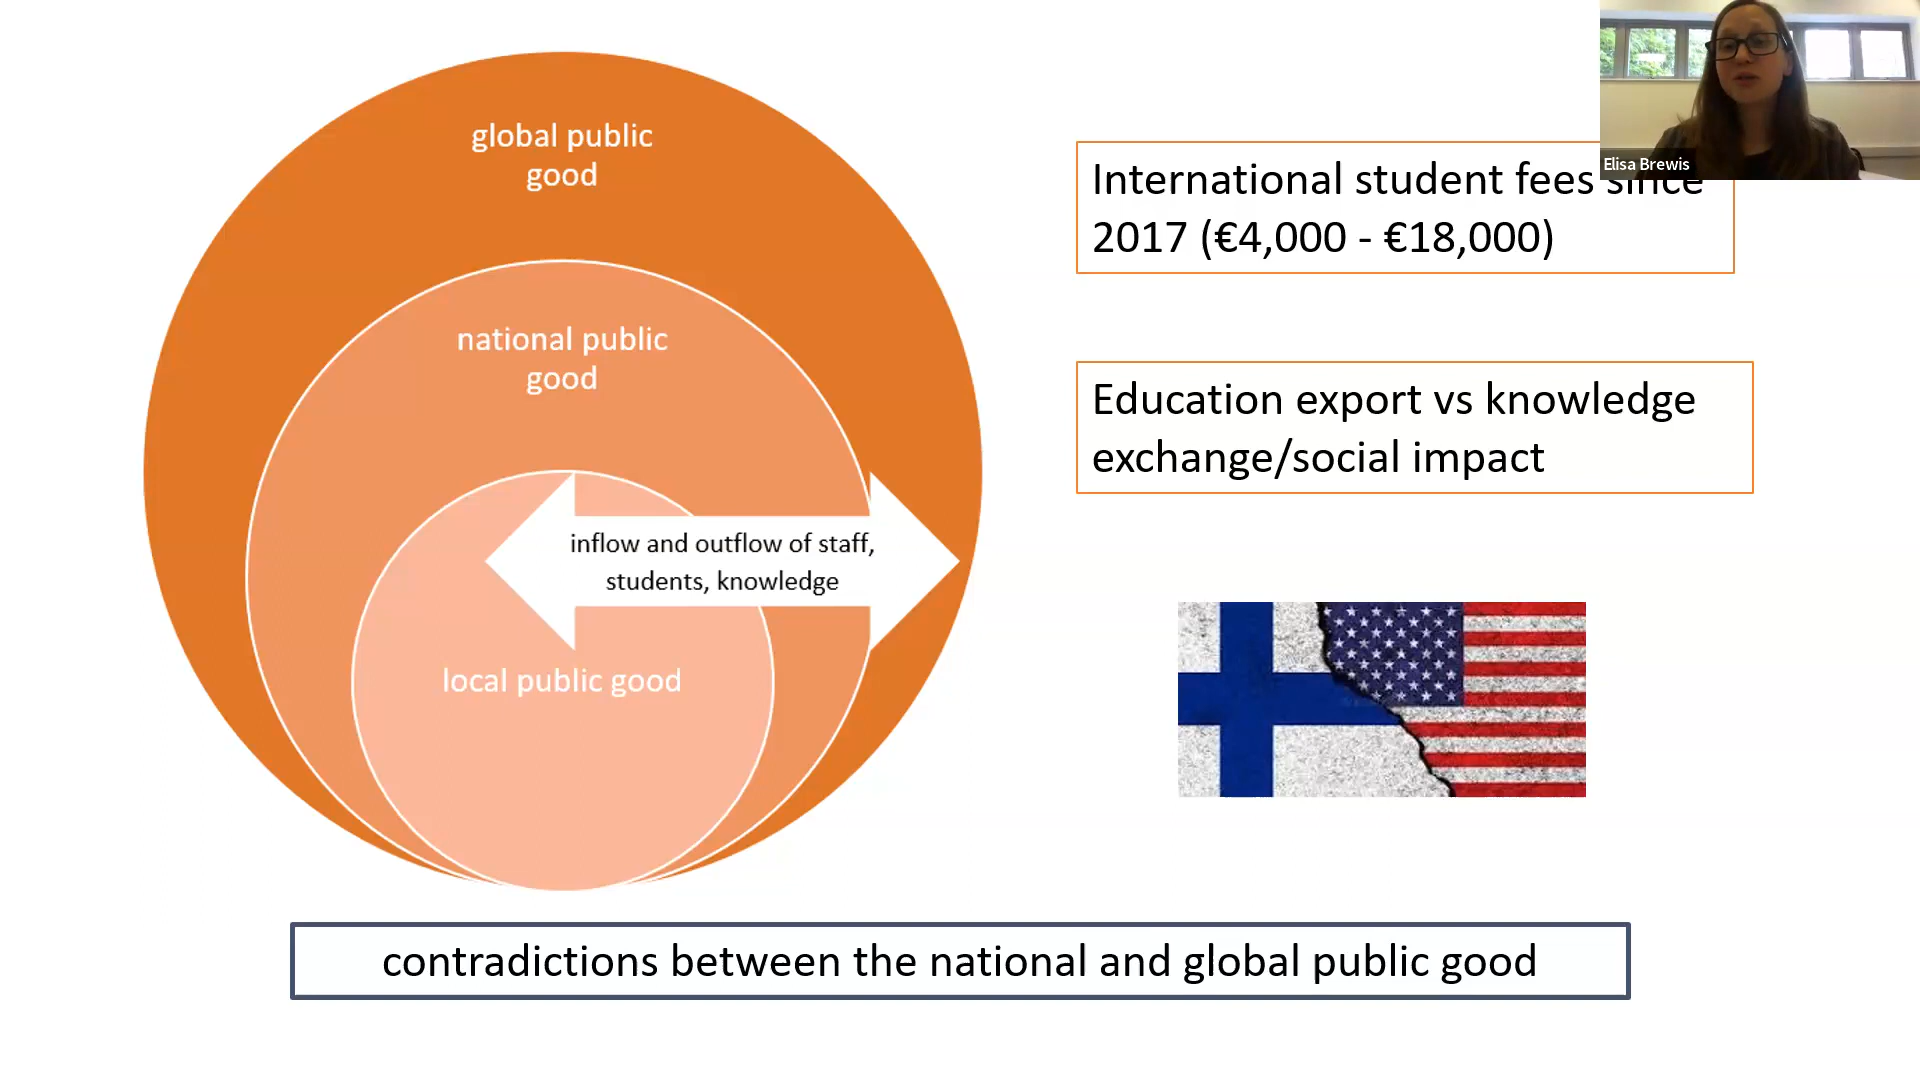 global public
good
national public
good
inflow and outflow of staff,
students, knowledge
local public good
International student fees since
2017 (€4,000 - €18,000)
Education export vs knowledge
exchange/social impact
contradictions between the national and global public good
Elisa Brewis